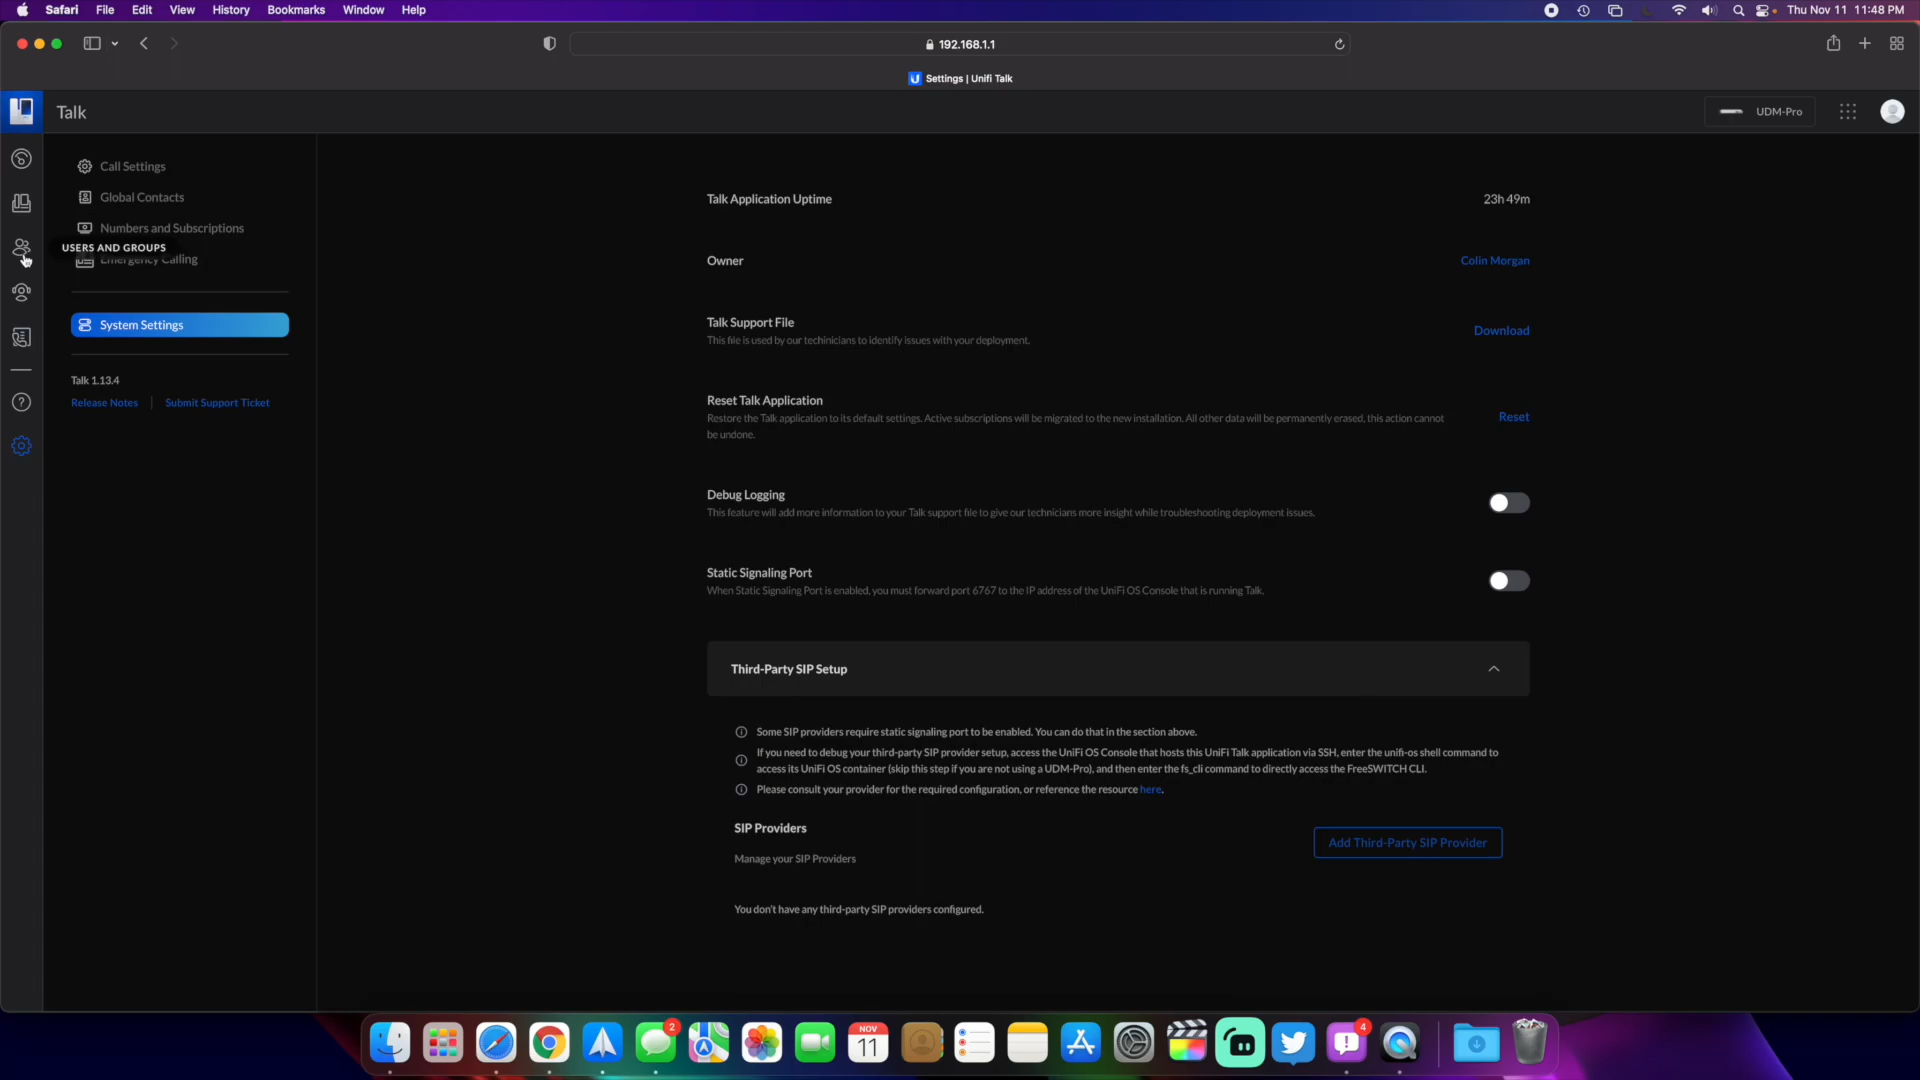 Safari File Edit View History Bookmarks Window Help
Thu Nov 11 11:48 PM
192.168.1.1
Settings | Unifi Talk
Talk
UDM-Pro
Call Settings
Global Contacts
Numbers and Subscriptions
USERS AND GROUPS
Emergency Calling
System Settings
Talk 1.13.4
Release Notes | Submit Support Ticket
Talk Application Uptime
23h 49m
Owner
Colin Morgan
Talk Support File
This file is used by our techinicians to identify issues with your deployment.
Download
Reset Talk Application
Restore the Talk application to its default settings. Active subscriptions will be migrated to the new installation. All other data will be permanently erased, this action cannot
be undone.
Reset
Debug Logging
This feature will add more information to your Talk support file to give our technicians more insight while troubleshooting deployment issues.
Static Signaling Port
When Static Signaling Port is enabled, you must forward port 6767 to the IP address of the UniFi OS Console that is running Talk.
Third-Party SIP Setup
Some SIP providers require static signaling port to be enabled. You can do that in the section above.
If you need to debug your third-party SIP provider setup, access the UniFi OS Console that hosts this UniFi Talk application via SSH, enter the unifi-os shell command to
access its UniFi OS container (skip this step if you are not using a UDM-Pro), and then enter the fs_cli command to directly access the FreeSWITCH CLI.
Please consult your provider for the required configuration, or reference the resource here.
SIP Providers
Manage your SIP Providers
Add Third-Party SIP Provider
You don't have any third-party SIP providers configured.
2
NOV
11
4